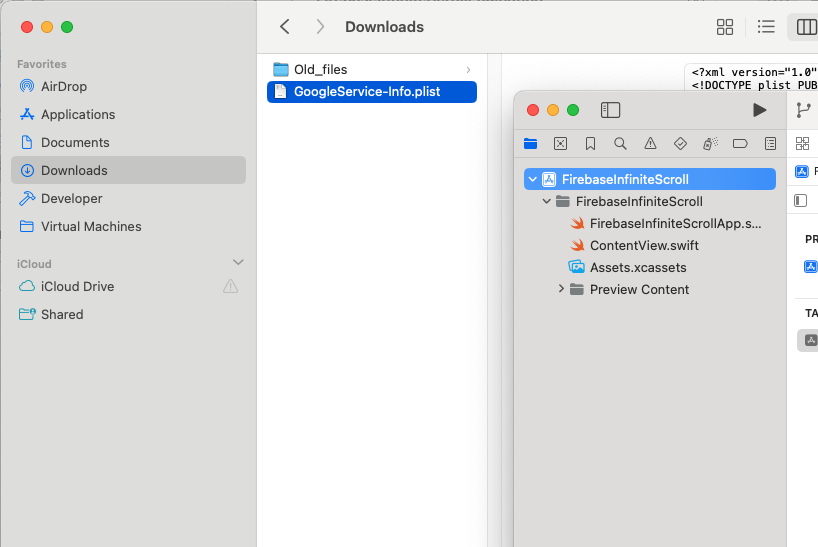 Downloads
Favorites
AirDrop
Applications
Documents
Downloads
Developer
Virtual Machines
iCloud
iCloud Drive
Shared
Old_files
GoogleService-Info.plist
<?xml version="1.0"
<!DOCTYPE plist PUB
FirebaseInfiniteScroll
FirebaseInfiniteScroll
FirebaseInfiniteScrollApp.s...
ContentView.swift
Assets.xcassets
Preview Content
F
PR
TA